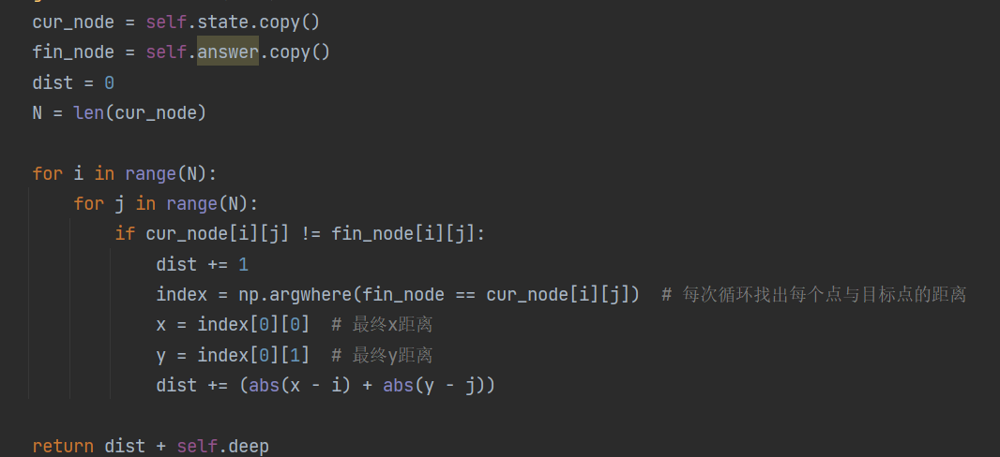 cur_node = self.state.copy()
fin_node = self.answer.copy()
dist = 0
N = len(cur_node)
for i in range(N):
for j in range(N):
if cur_node[i][j] != fin_node[i][j]:
dist += 1
index = np.argwhere(fin_node == cur_node[i][j])  # 每次循环找出每个点与目标点的距离
x = index[0][0]  # 最终x距离
y = index[0][1]  # 最终y距离
dist += (abs(x - i) + abs(y - j))
return dist + self.deep